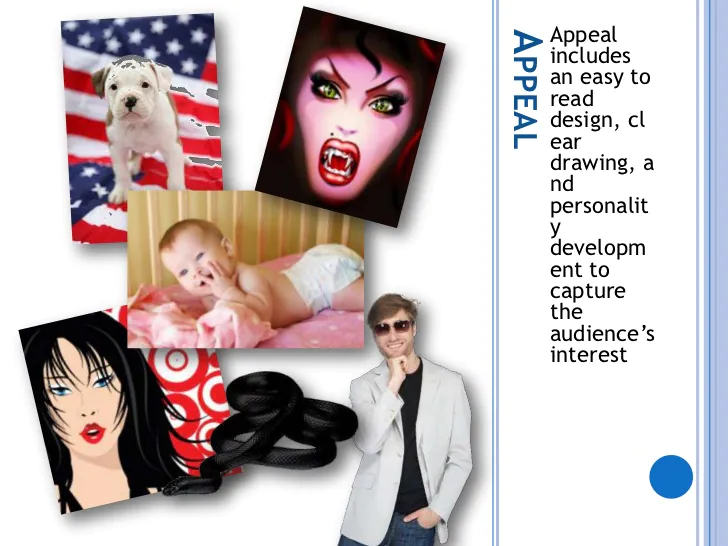 APPEAL
Appeal
includes
an easy to
read
design, cl
ear
drawing, a
nd
personalit
y
developm
ent to
capture
the
audience’s
interest